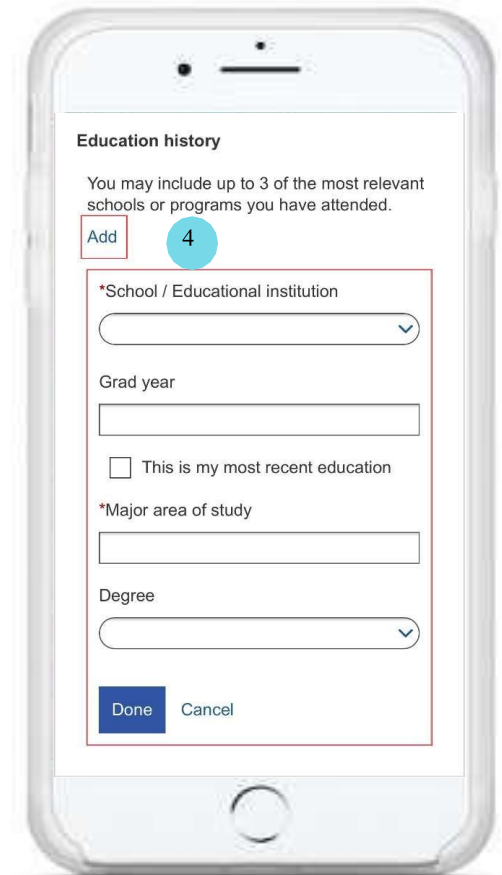 Education history
You may include up to 3 of the most relevant
schools or programs you have attended.
Add
4
*School / Educational institution
Grad year
This is my most recent education
*Major area of study
Degree
Done Cancel